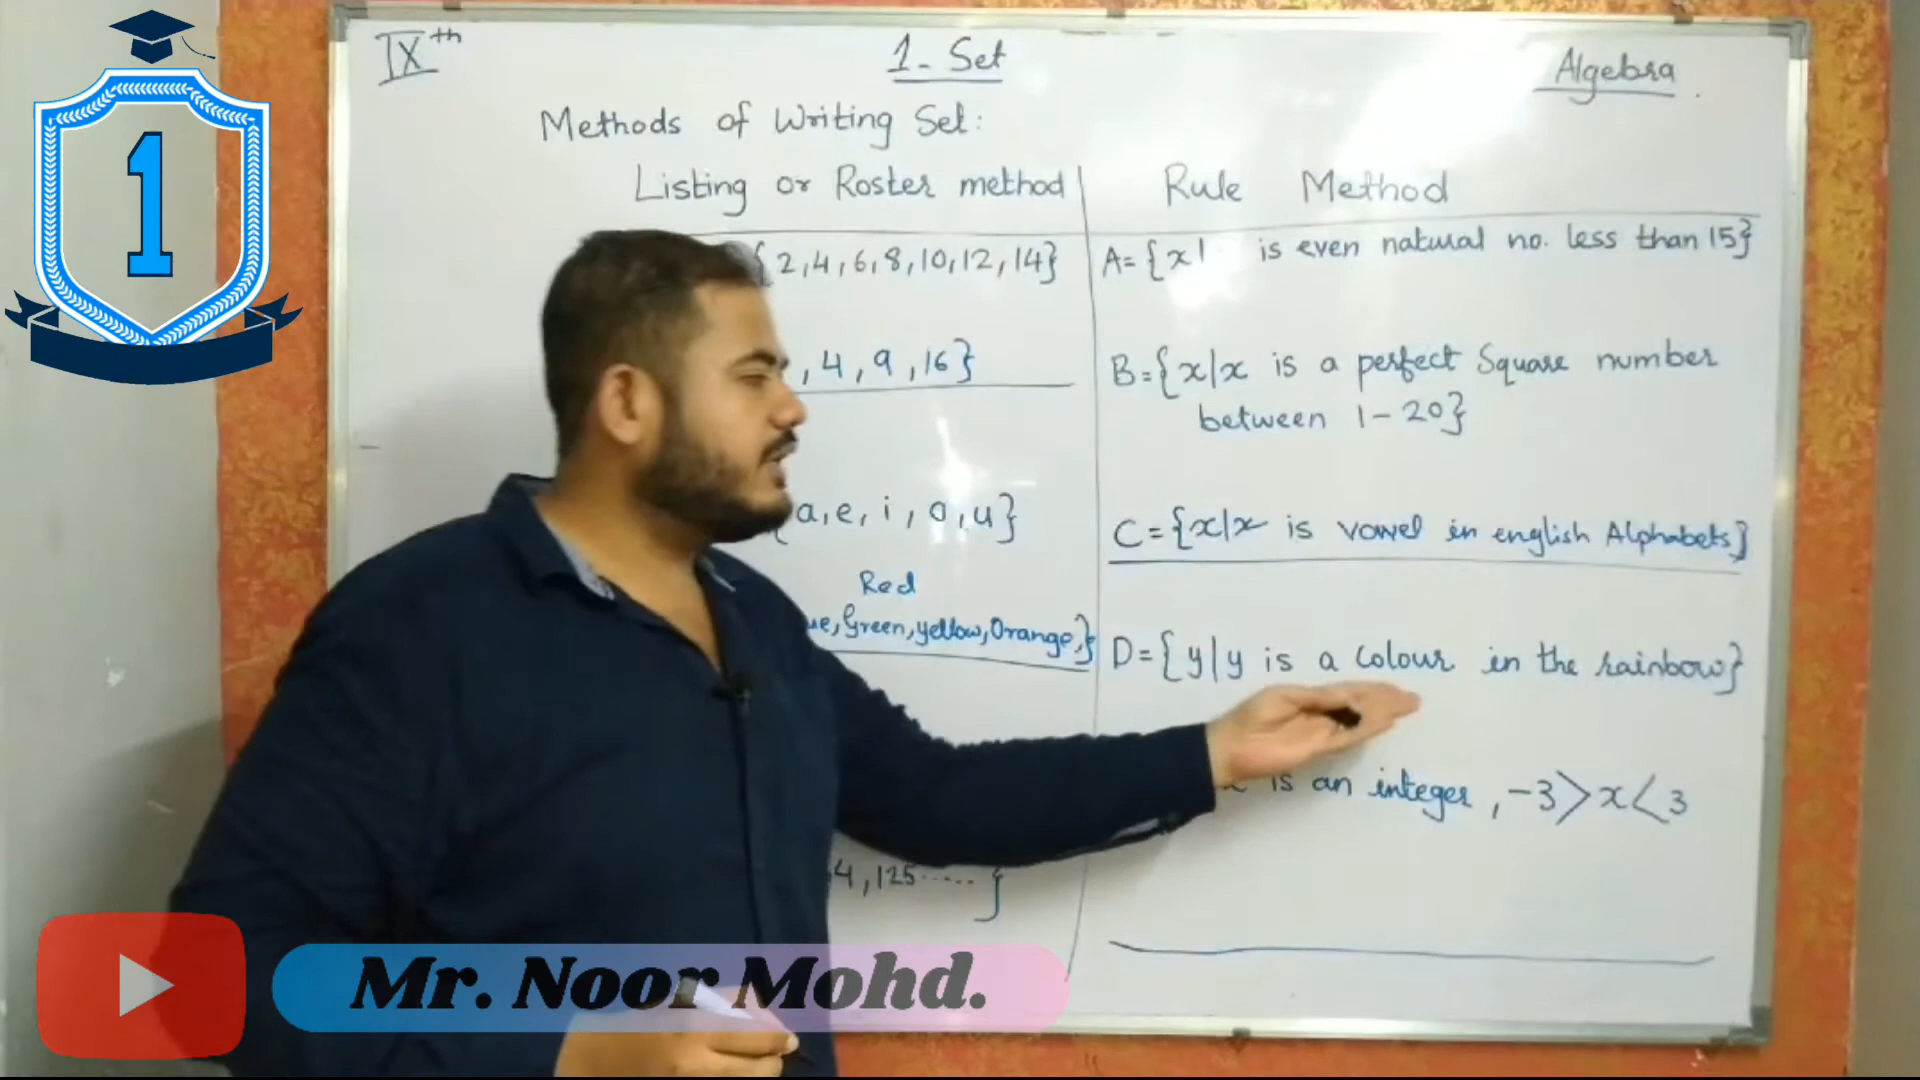 IXth
1- Set
Algebra
Methods of Writing Set:
Listing or Roster method
Rule Method
{2,4,6,8,10,12,14}
A={x| is even natural no. less than 15}
,4,9,16}
B={x|x is a perfect Square number
between 1-20}
{a,e,i,o,u}
C={x|x is vowel in english Alphabets}
Red
,Green,yellow,Orange,}
D={y|y is a colour in the rainbow}
is an integer, -3>x<3
4,125......}
1
Mr. Noor Mohd.